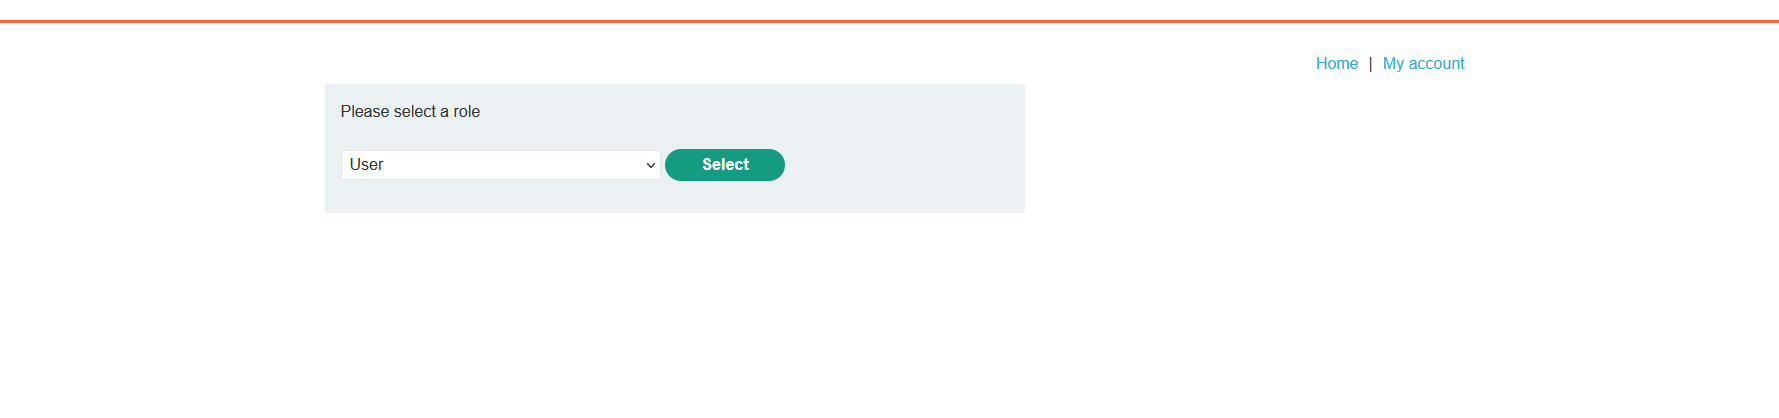 Home | My account
Please select a role
User Select